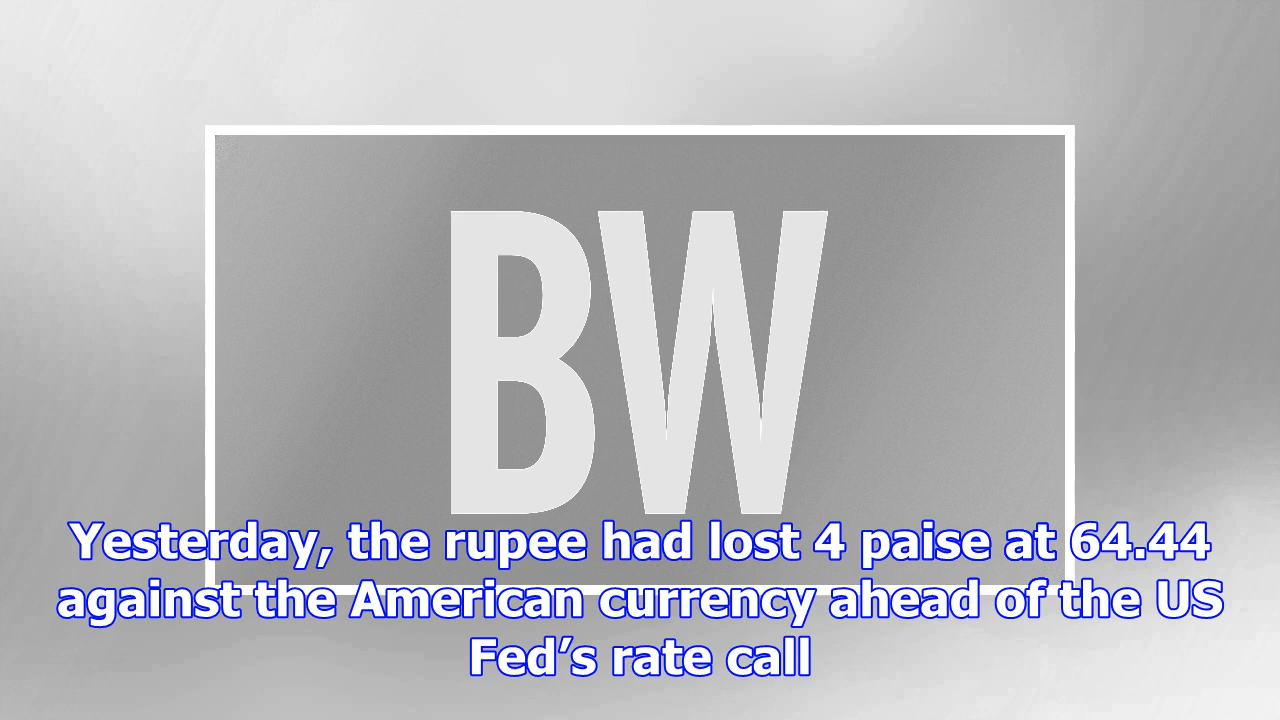 BW
Yesterday, the rupee had lost 4 paise at 64.44
against the American currency ahead of the US
Fed’s rate call